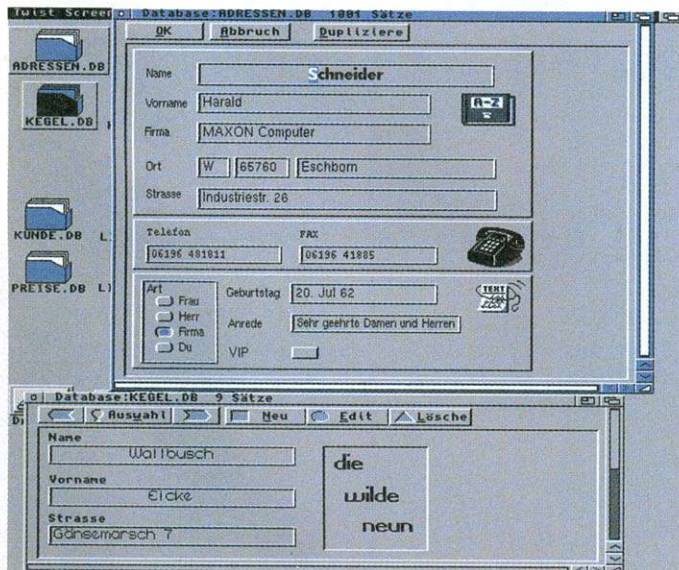 Twist Screen
Database:ADRESSEN.DB 1001 Sätze
OK Abbruch Dupliziere
ADRESSEN.DB
KEGEL.DB
KUNDE.DB
PREISE.DB
Name Schneider
Vorname Harald
A-Z
Firma MAXON Computer
Ort W 65760 Eschborn
Strasse Industriestr. 26
Telefon FAX
06196 481811 06196 41885
Art
Frau
Herr
Firma
Du
Geburtstag 20. Jul 62
TEXT
Anrede Sehr geehrte Damen und Herren
VIP
Database:KEGEL.DB 9 Sätze
Auswahl Neu Edit Lösche
Name
Wallbusch
Vorname
Elcke
Strasse
Gänsemarsch 7
die
wilde
neun